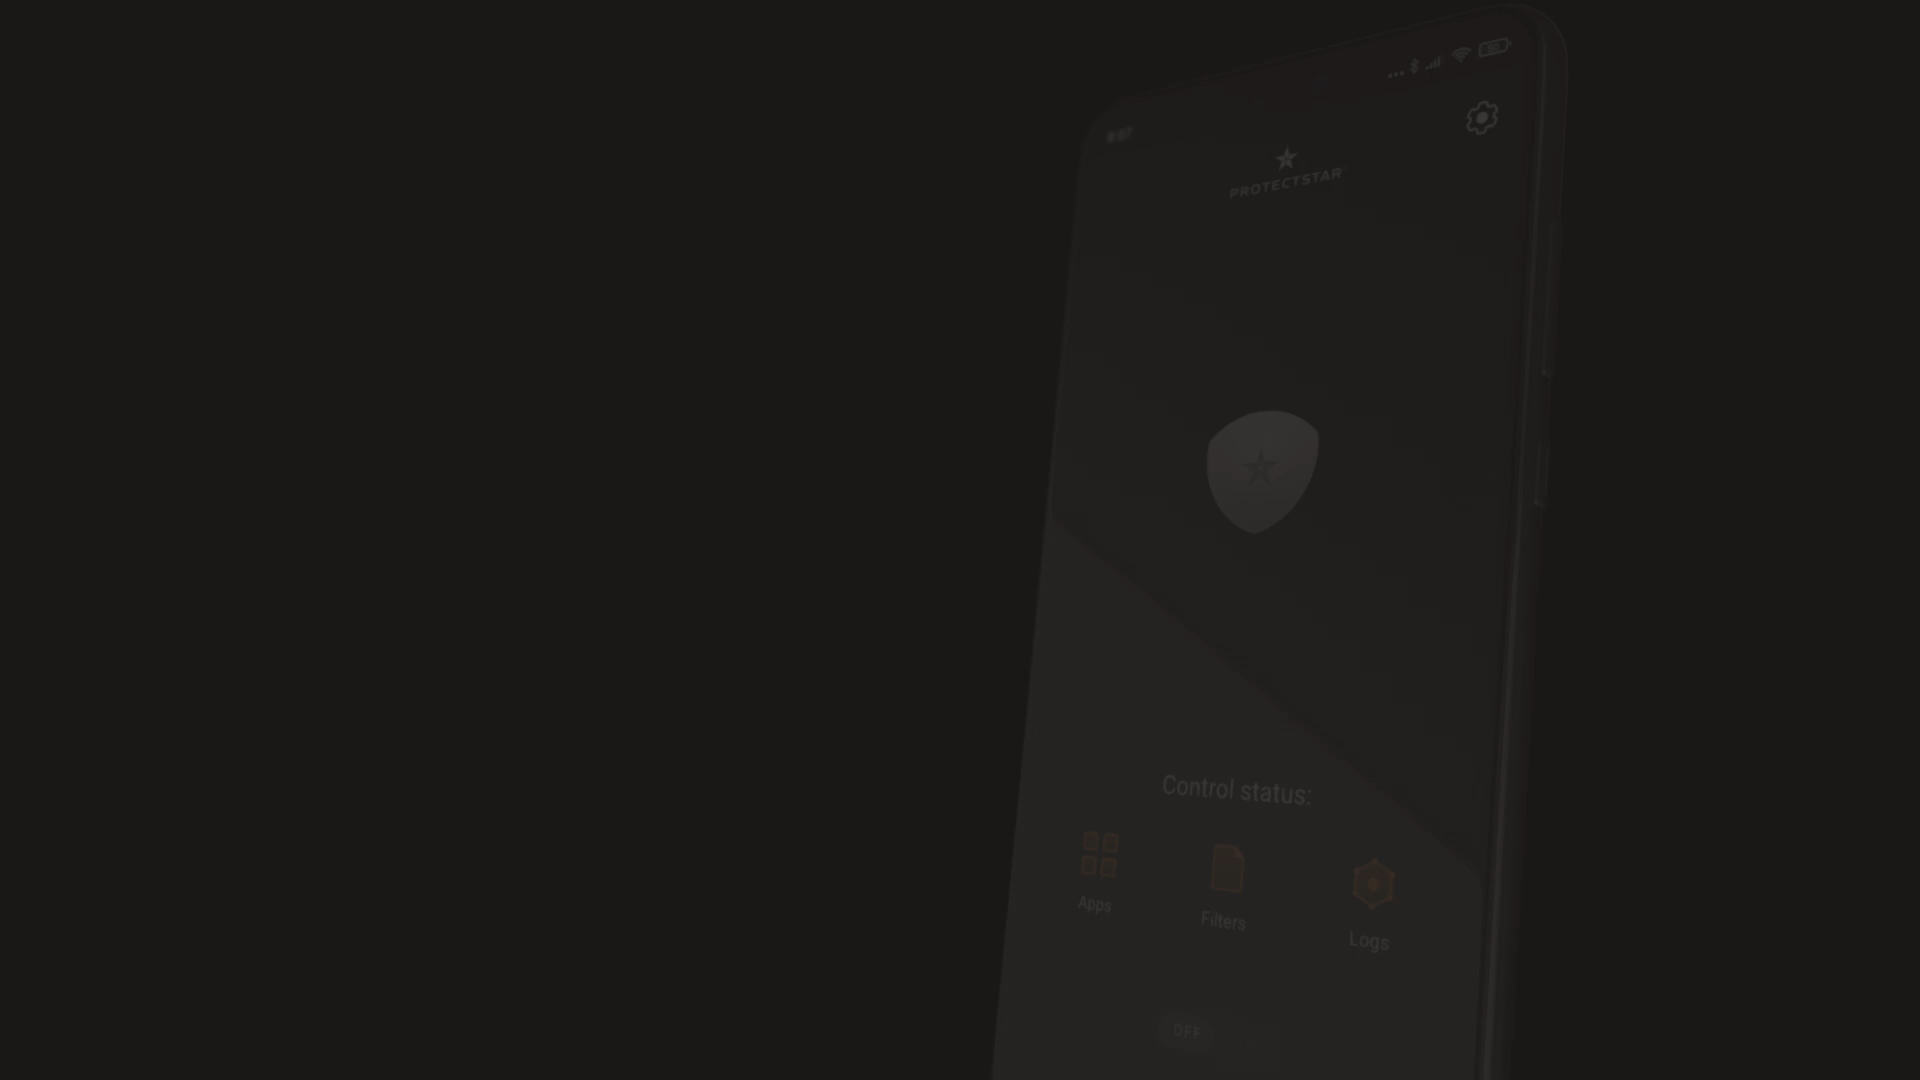 PROTECTSTAR
Control status:
Apps
Filters
Logs
OFF